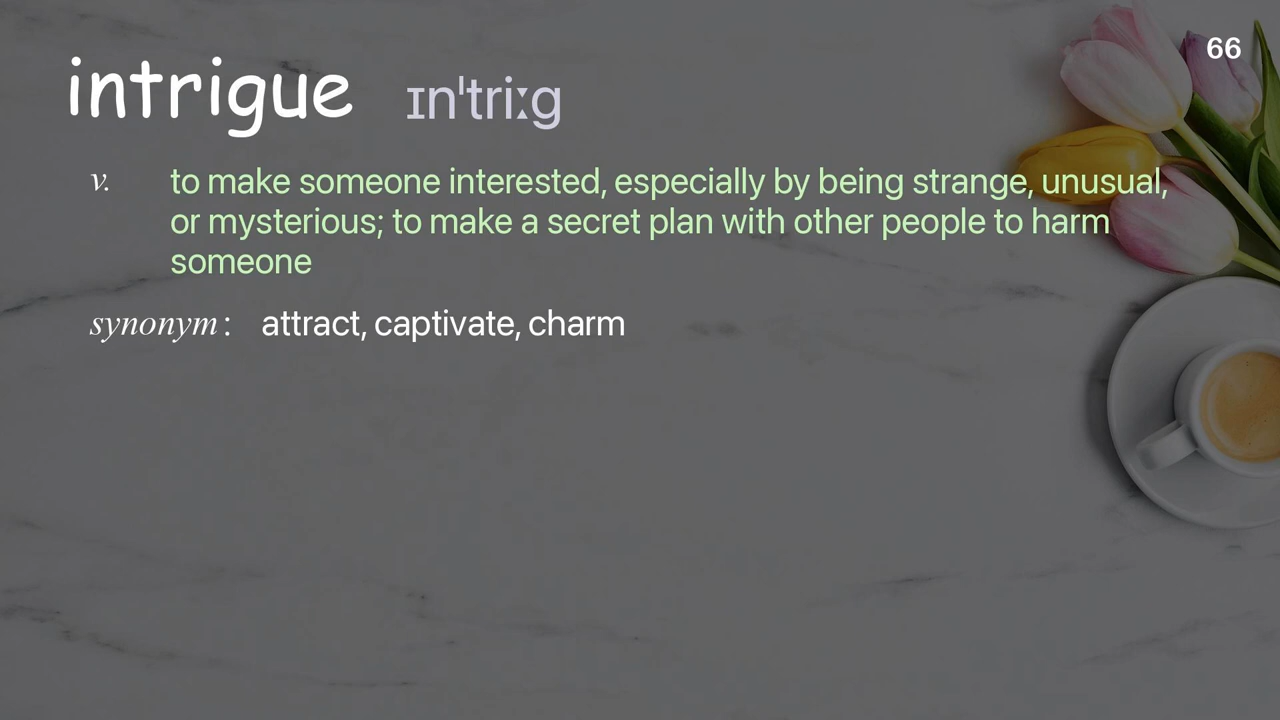 66
intrigue ɪnˈtriːg
v. to make someone interested, especially by being strange, unusual,
or mysterious; to make a secret plan with other people to harm
someone
synonym: attract, captivate, charm